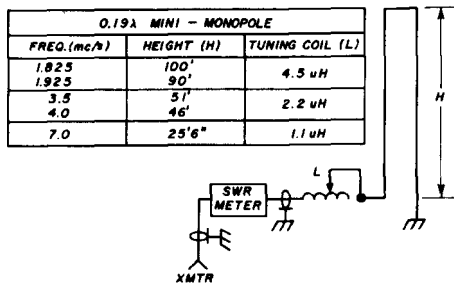 0.19λ MINI - MONOPOLE
FREQ.(mc/s) HEIGHT (H) TUNING COIL (L)
1.825 100' 4.5 uH
1.925 90'
3.5 51' 2.2 uH
4.0 46'
7.0 25'6" 1.1 uH
H
L
SWR
METER
XMTR